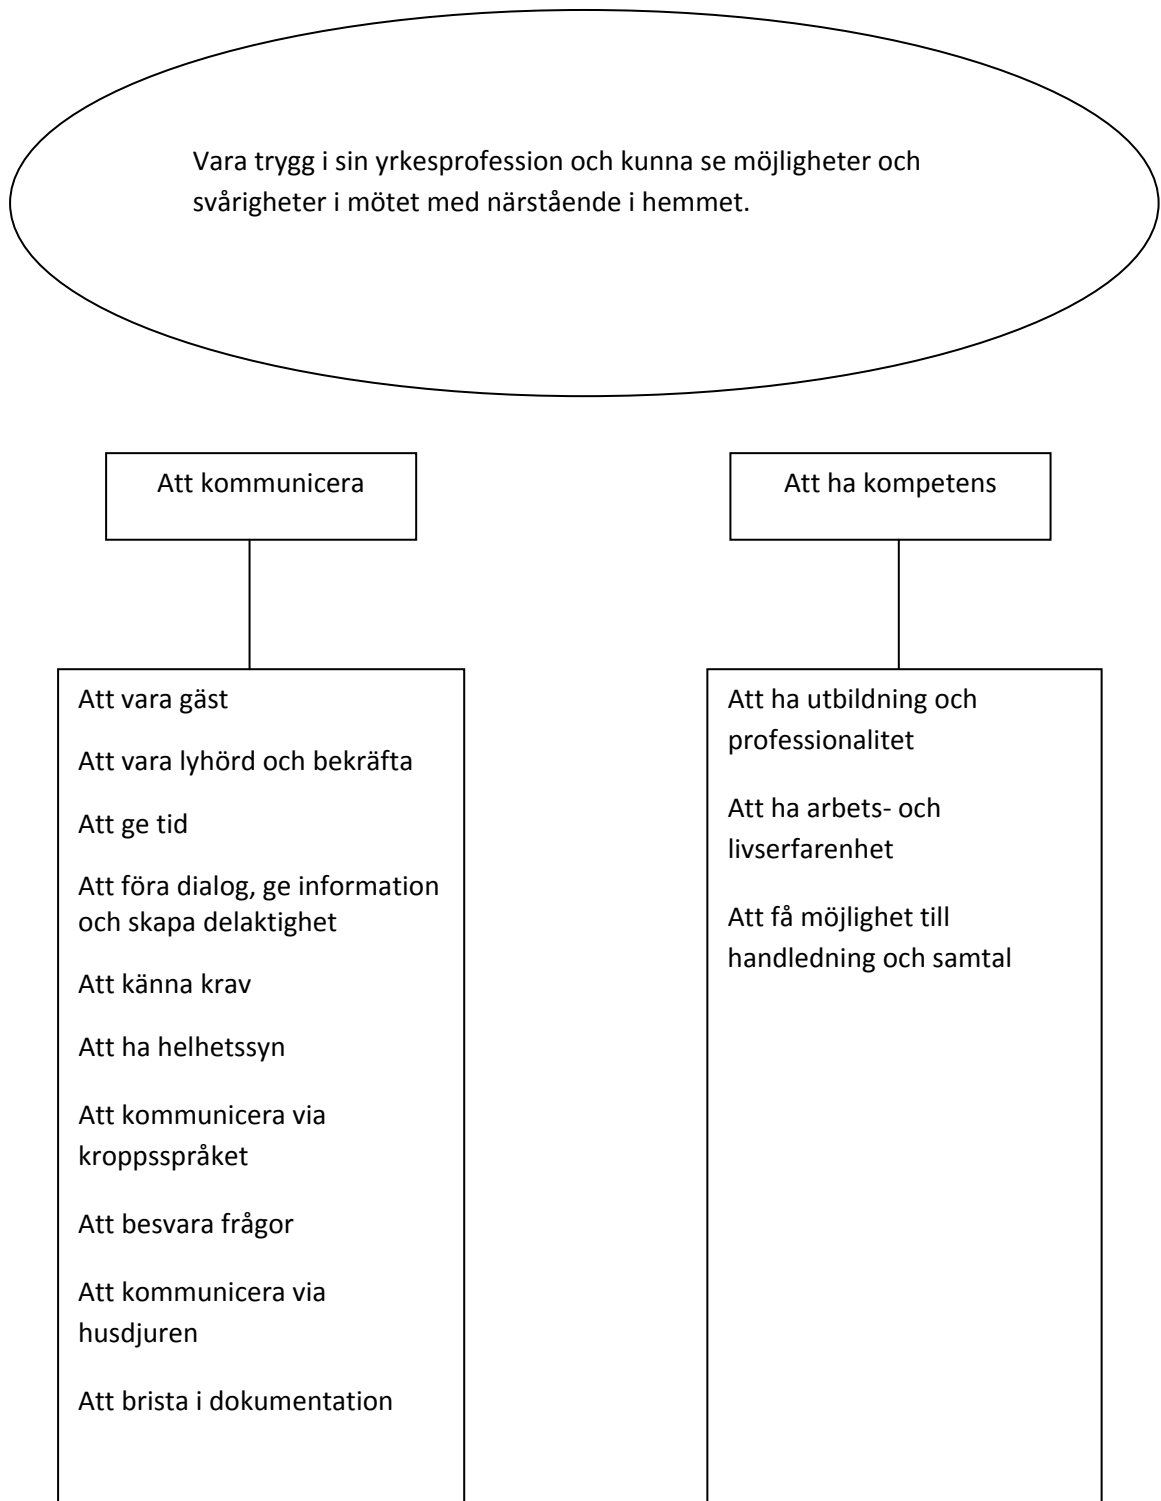 Vara trygg i sin yrkesprofession och kunna se möjligheter och
svårigheter i mötet med närstående i hemmet.
Att kommunicera
Att ha kompetens
Att vara gäst
Att vara lyhörd och bekräfta
Att ge tid
Att föra dialog, ge information
och skapa delaktighet
Att känna krav
Att ha helhetssyn
Att kommunicera via
kroppsspråket
Att besvara frågor
Att kommunicera via
husdjuren
Att brista i dokumentation
Att ha utbildning och
professionalitet
Att ha arbets- och
livserfarenhet
Att få möjlighet till
handledning och samtal